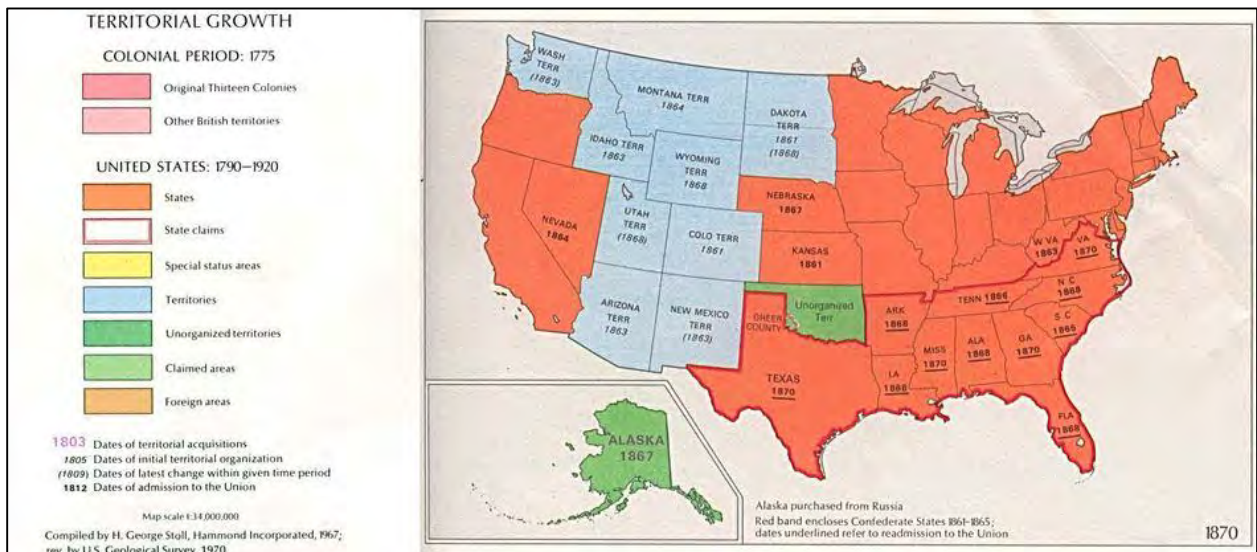 TERRITORIAL GROWTH
COLONIAL PERIOD: 1775
Original Thirteen Colonies
Other British territories
UNITED STATES: 1790–1920
States
State claims
Special status areas
Territories
Unorganized territories
Claimed areas
Foreign areas
1803 Dates of territorial acquisitions
1805 Dates of initial territorial organization
(1809) Dates of latest change within given time period
1812 Dates of admission to the Union
Map scale 1:34,000,000
Compiled by H. George Stoll, Hammond Incorporated, 1967;
rev. by U.S. Geological Survey, 1970
WASH
TERR
(1863)
MONTANA TERR
1864
DAKOTA
TERR
1861
(1868)
IDAHO TERR
1863
WYOMING
TERR
1868
NEBRASKA
1867
NEVADA
1864
UTAH
TERR
(1868)
COLO TERR
1861
KANSAS
1861
W VA
1863
VA
1870
ARIZONA
TERR
1863
NEW MEXICO
TERR
(1863)
GREER
COUNTY
Unorganized
Terr
ARK
1868
TENN 1866
N C
1868
S C
1868
MISS
1870
ALA
1868
GA
1870
TEXAS
1870
LA
1868
FLA
1868
ALASKA
1867
Alaska purchased from Russia
Red band encloses Confederate States 1861–1865;
dates underlined refer to readmission to the Union
1870